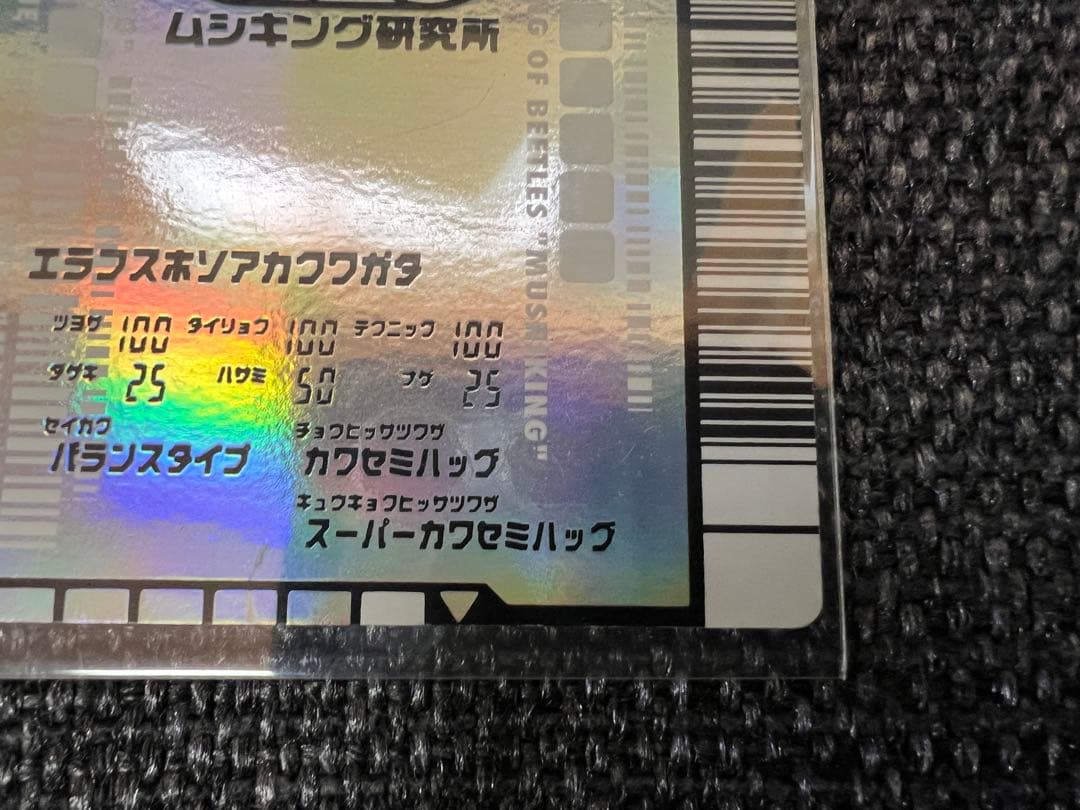 ムシキング研究所
G OF BEETLES "MUSHIKING"
エラフスホソアカクワガタ
ツヨサ 100 タイリョク 100 テクニック 100
ダゲキ 25 ハサミ 50 ナゲ 25
セイカク
バランスタイプ
チョウヒッサツワザ
カワセミハッグ
キュウキョクヒッサツワザ
スーパーカワセミハッグ